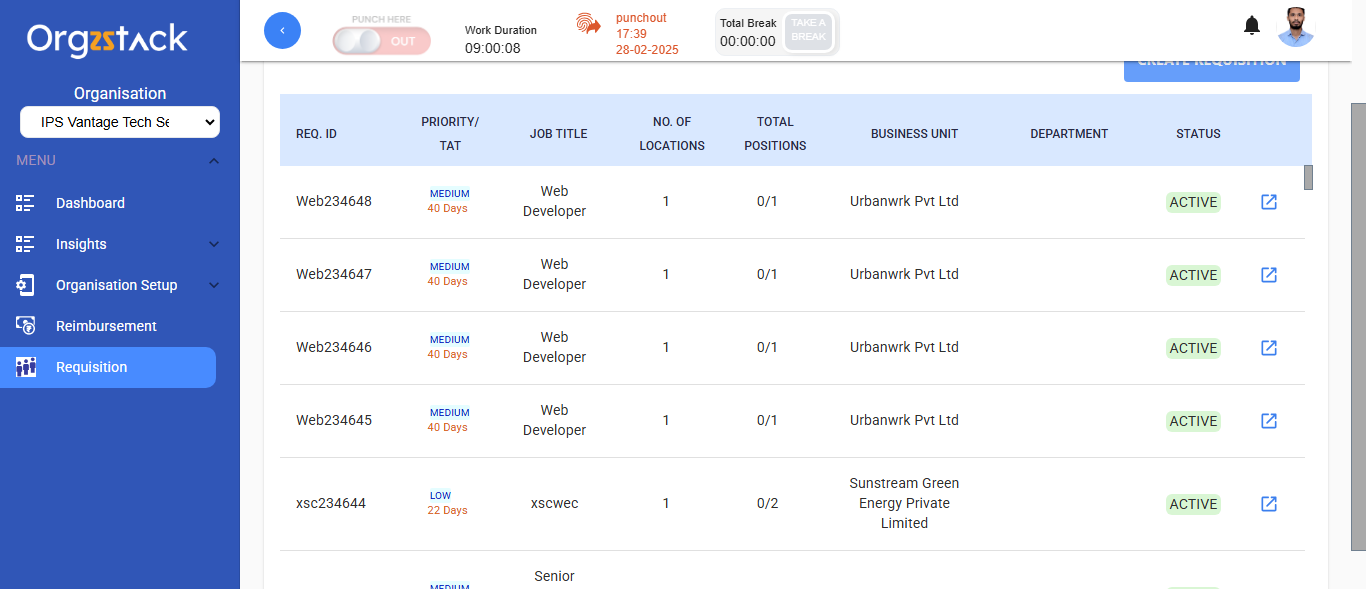 Orgzstack
Organisation
IPS Vantage Tech Se
MENU
Dashboard
Insights
Organisation Setup
Reimbursement
Requisition
PUNCH HERE
OUT
Work Duration
09:00:08
punchout
17:39
28-02-2025
Total Break
00:00:00
TAKE A
BREAK
CREATE REQUISITION
REQ. ID
PRIORITY/
TAT
JOB TITLE
NO. OF
LOCATIONS
TOTAL
POSITIONS
BUSINESS UNIT
DEPARTMENT
STATUS
Web234648
MEDIUM
40 Days
Web
Developer
1
0/1
Urbanwrk Pvt Ltd
ACTIVE
Web234647
MEDIUM
40 Days
Web
Developer
1
0/1
Urbanwrk Pvt Ltd
ACTIVE
Web234646
MEDIUM
40 Days
Web
Developer
1
0/1
Urbanwrk Pvt Ltd
ACTIVE
Web234645
MEDIUM
40 Days
Web
Developer
1
0/1
Urbanwrk Pvt Ltd
ACTIVE
xsc234644
LOW
22 Days
xscwec
1
0/2
Sunstream Green
Energy Private
Limited
ACTIVE
MEDIUM
Senior